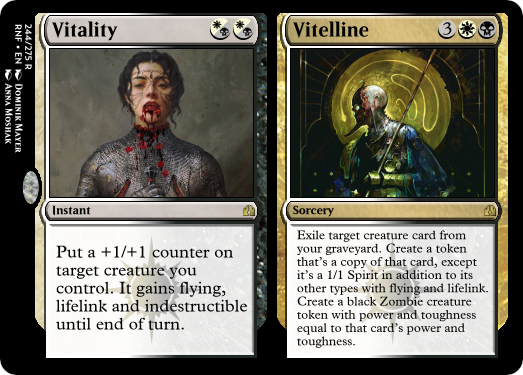 244/275 R
RNF • EN Dominik Mayer
Anna Moshak
Vitality
Instant
Put a +1/+1 counter on
target creature you
control. It gains flying,
lifelink and indestructible
until end of turn.
Vitelline 3
Sorcery
Exile target creature card from
your graveyard. Create a token
that's a copy of that card, except
it's a 1/1 Spirit in addition to its
other types with flying and lifelink.
Create a black Zombie creature
token with power and toughness
equal to that card's power and
toughness.